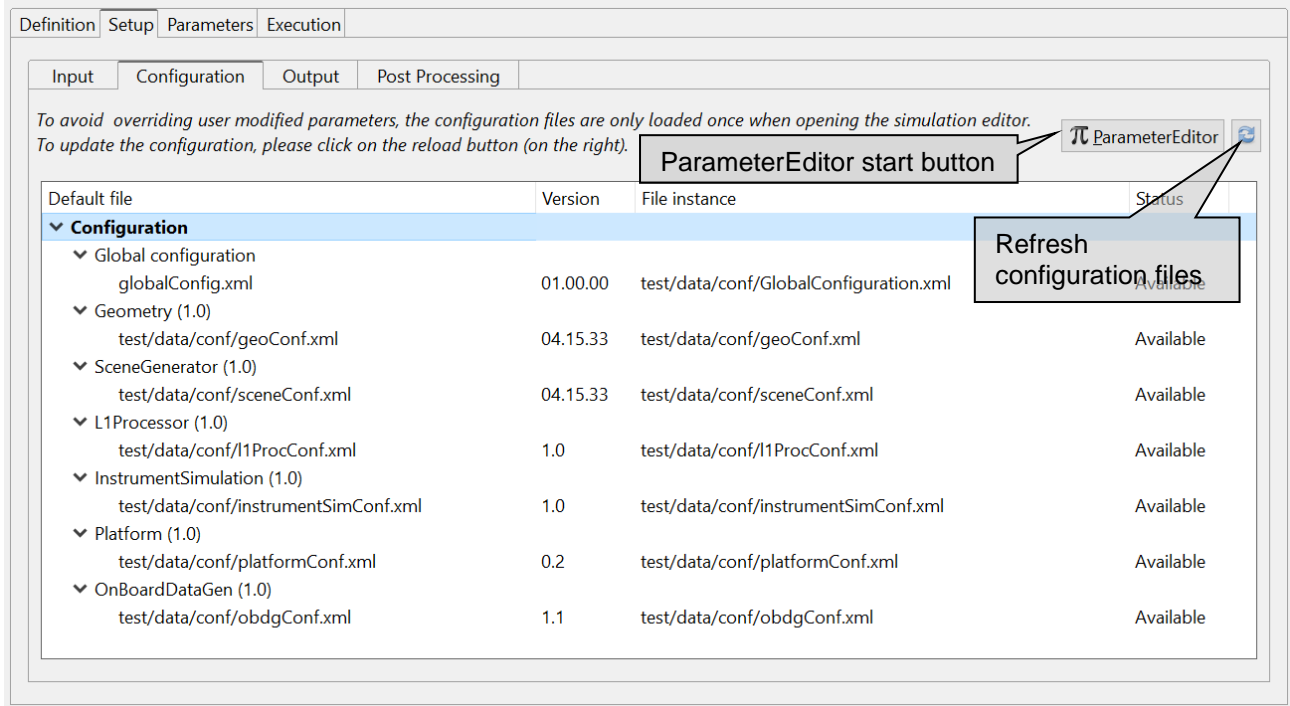 Definition Setup Parameters Execution
Input Configuration Output Post Processing
To avoid overriding user modified parameters, the configuration files are only loaded once when opening the simulation editor.
To update the configuration, please click on the reload button (on the right).
π ParameterEditor
ParameterEditor start button
Default file Version File instance Status
Configuration
Refresh
configuration files
Global configuration
globalConfig.xml 01.00.00 test/data/conf/GlobalConfiguration.xml Available
Geometry (1.0)
test/data/conf/geoConf.xml 04.15.33 test/data/conf/geoConf.xml Available
SceneGenerator (1.0)
test/data/conf/sceneConf.xml 04.15.33 test/data/conf/sceneConf.xml Available
L1Processor (1.0)
test/data/conf/l1ProcConf.xml 1.0 test/data/conf/l1ProcConf.xml Available
InstrumentSimulation (1.0)
test/data/conf/instrumentSimConf.xml 1.0 test/data/conf/instrumentSimConf.xml Available
Platform (1.0)
test/data/conf/platformConf.xml 0.2 test/data/conf/platformConf.xml Available
OnBoardDataGen (1.0)
test/data/conf/obdgConf.xml 1.1 test/data/conf/obdgConf.xml Available